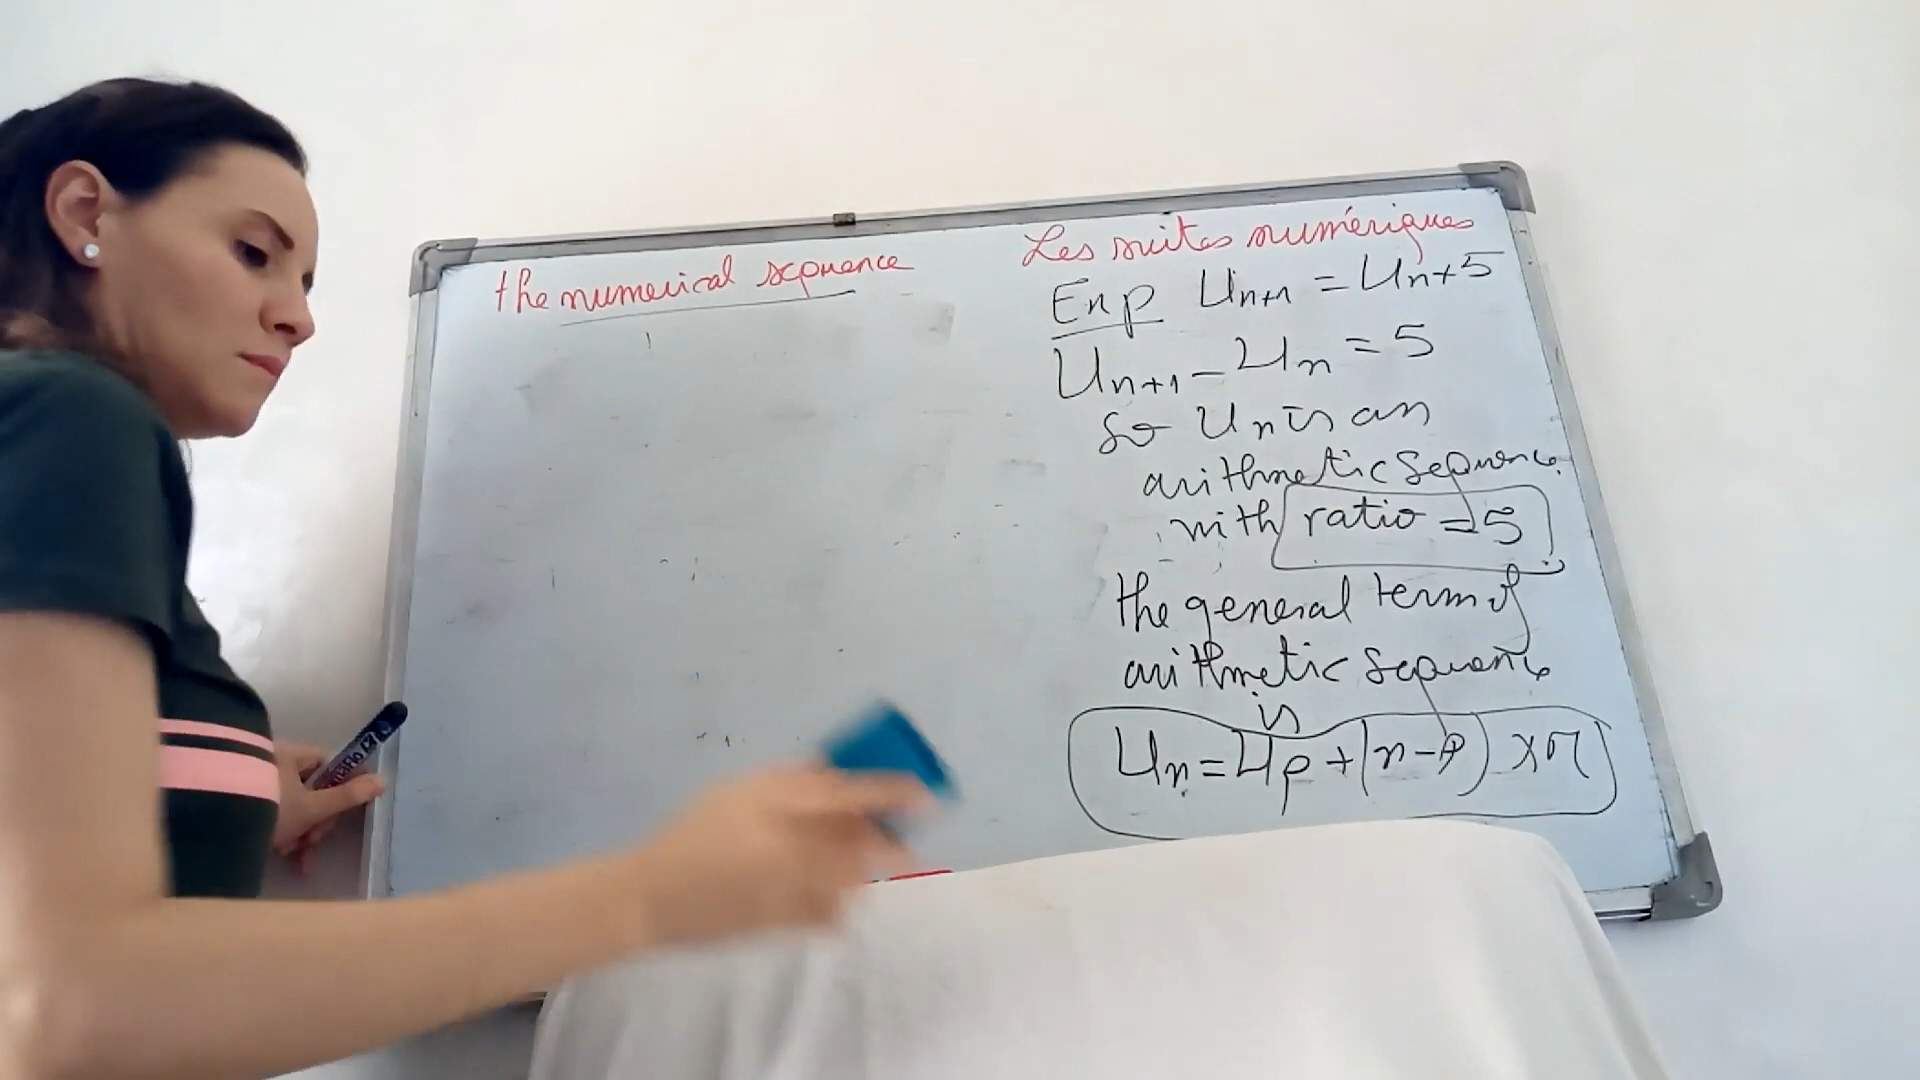 the numerical sequence
Les suites numériques
Exp Un+1 = Un+5
Un+1 - Un = 5
So Un is an
arithmetic sequence
with ratio = 5
the general term of
arithmetic sequence
is
Un = Up + (n-p) x r